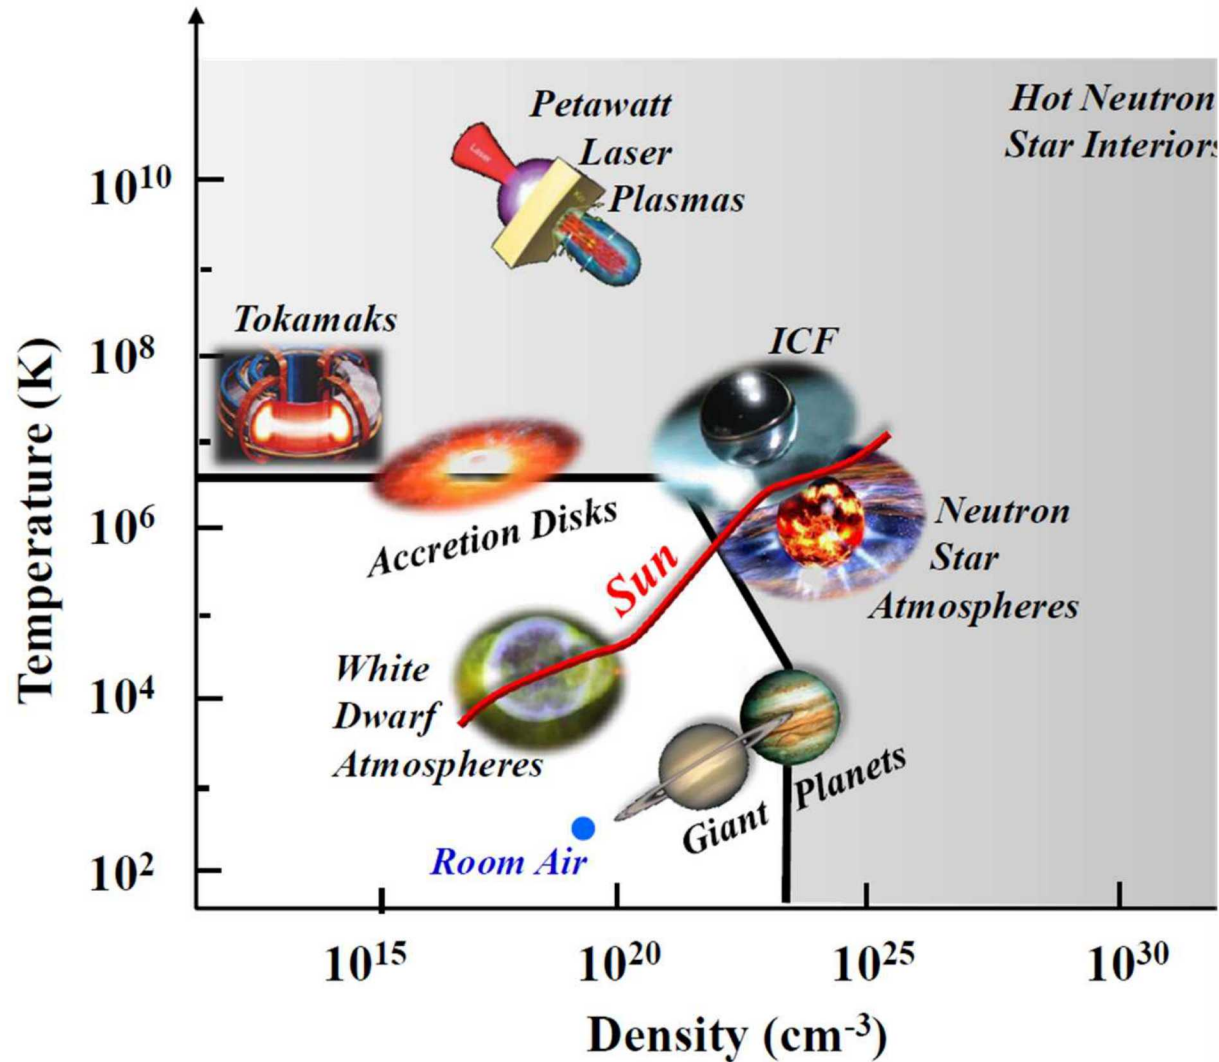 Petawatt
Laser
Plasmas
Laser
Hot Neutron
Star Interiors
10¹⁰
Tokamaks
10⁸
ICF
Temperature (K)
10⁶
Accretion Disks
Sun
Neutron
Star
Atmospheres
10⁴
White
Dwarf
Atmospheres
Giant Planets
Room Air
10²
10¹⁵
10²⁰
10²⁵
10³⁰
Density (cm⁻³)